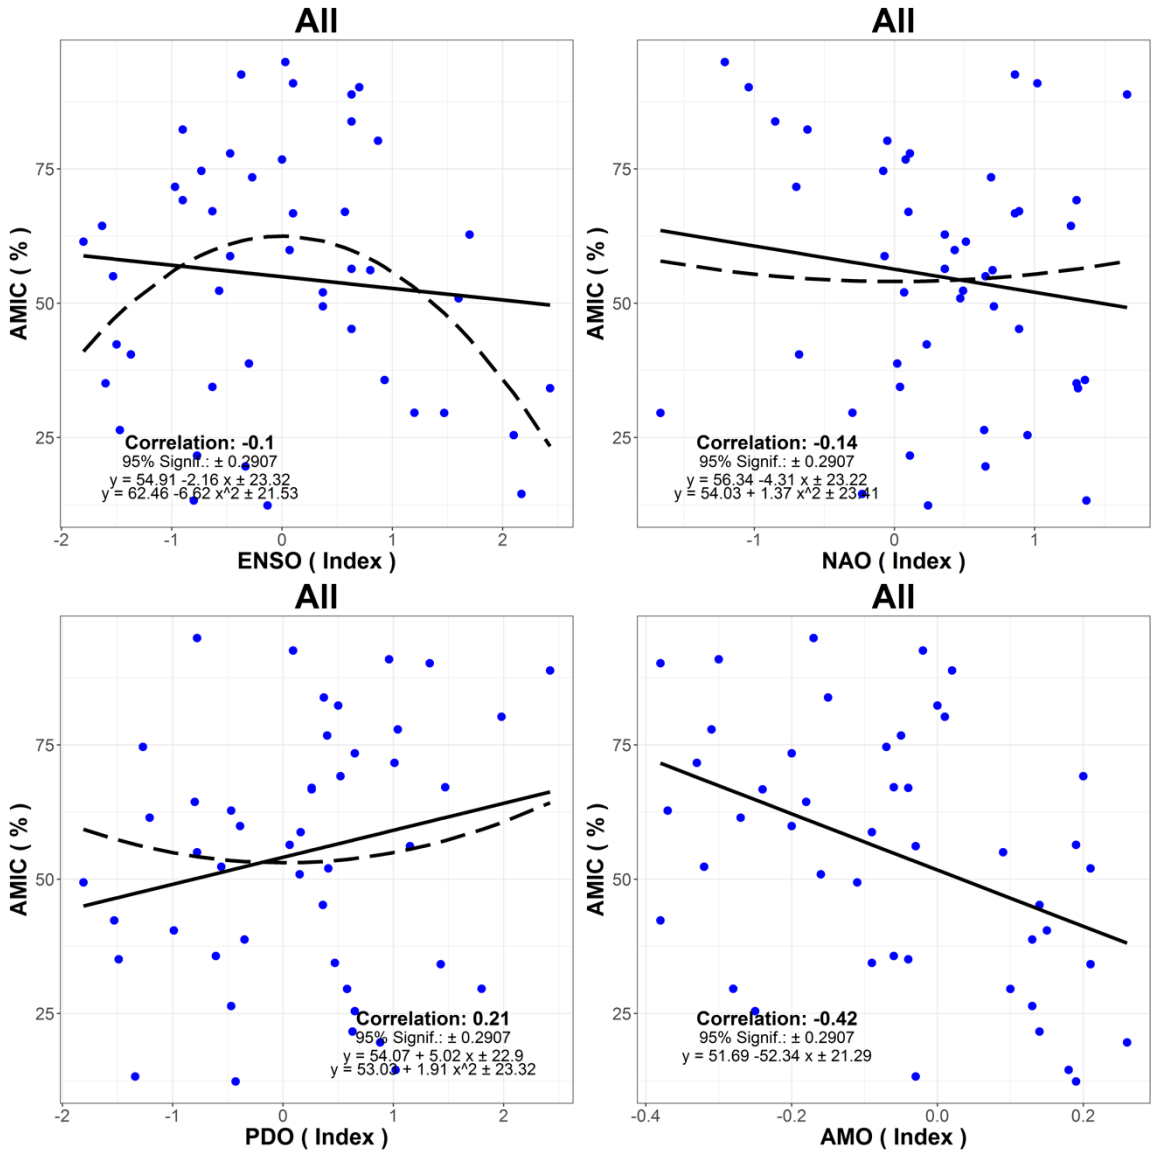 All
AMIC ( % )
75
50
25
Correlation: -0.1
95% Signif.: ± 0.2907
y = 54.91 -2.16 x ± 23.32
y = 62.46 -6.62 x^2 ± 21.53
-2 -1 0 1 2
ENSO ( Index )
All
AMIC ( % )
75
50
25
Correlation: -0.14
95% Signif.: ± 0.2907
y = 56.34 -4.31 x ± 23.22
y = 54.03 + 1.37 x^2 ± 23.41
-1 0 1
NAO ( Index )
All
AMIC ( % )
75
50
25
Correlation: 0.21
95% Signif.: ± 0.2907
y = 54.07 + 5.02 x ± 22.9
y = 53.03 + 1.91 x^2 ± 23.32
-2 -1 0 1 2
PDO ( Index )
All
AMIC ( % )
75
50
25
Correlation: -0.42
95% Signif.: ± 0.2907
y = 51.69 -52.34 x ± 21.29
-0.4 -0.2 0.0 0.2
AMO ( Index )